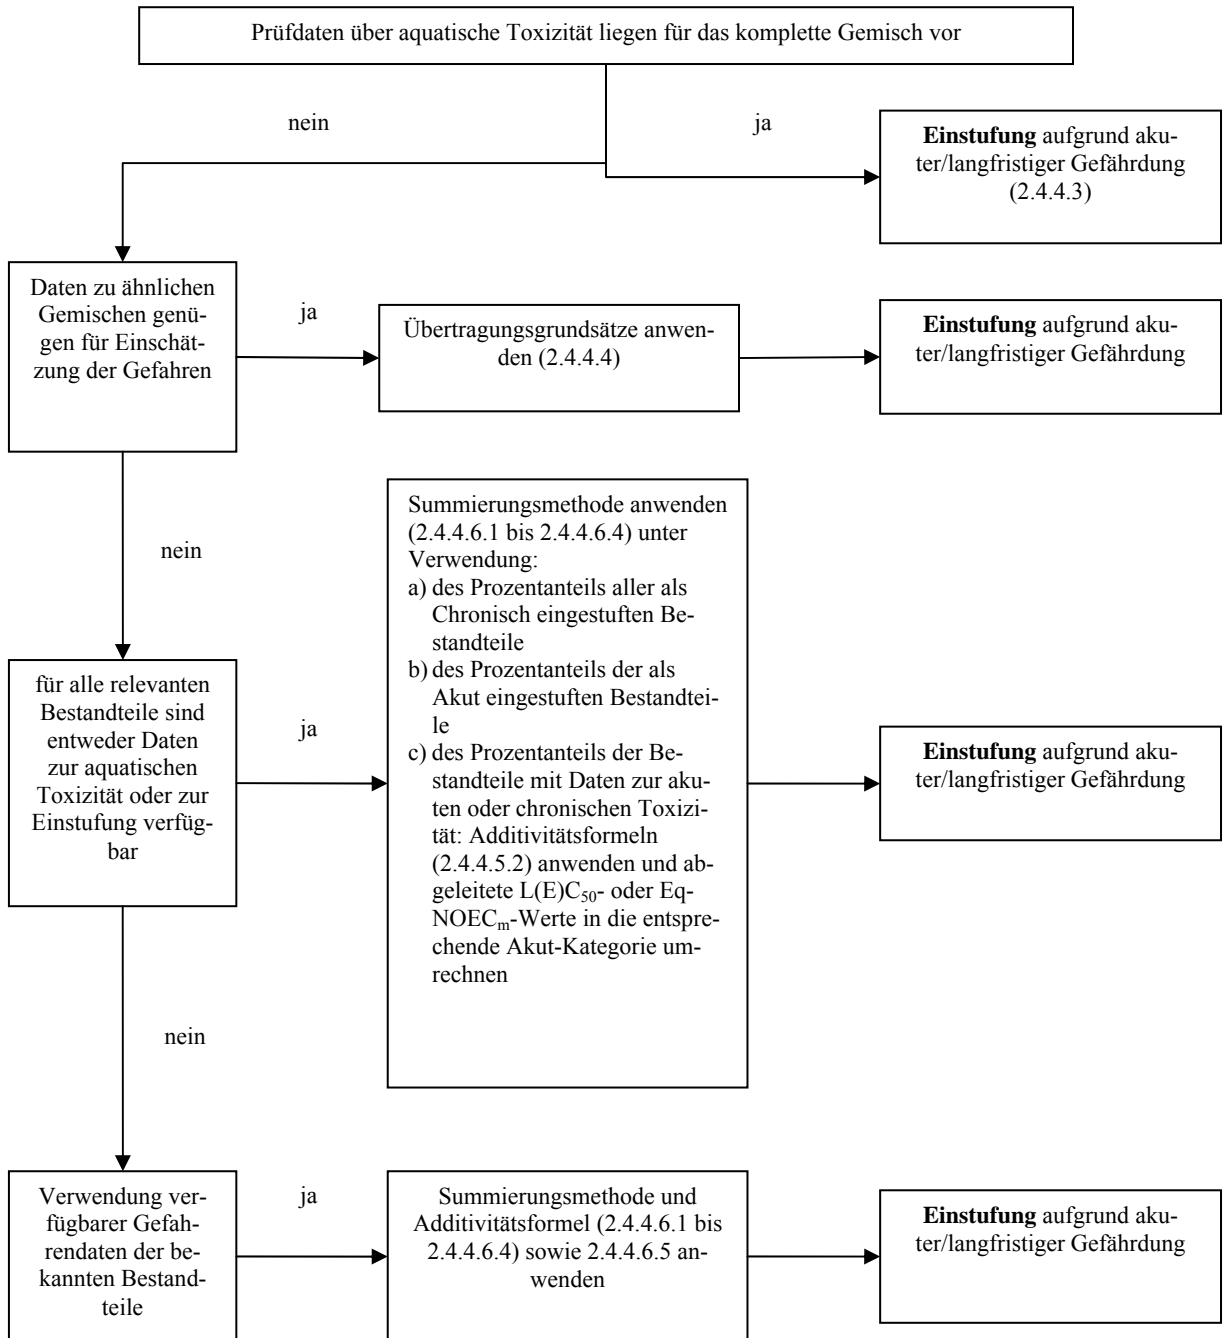 Prüfdaten über aquatische Toxizität liegen für das komplette Gemisch vor
nein
ja
Einstufung aufgrund aku-
ter/langfristiger Gefährdung
(2.4.4.3)
Daten zu ähnlichen
Gemischen genü-
gen für Einschät-
zung der Gefahren
ja
Übertragungsgrundsätze anwen-
den (2.4.4.4)
Einstufung aufgrund aku-
ter/langfristiger Gefährdung
nein
Summierungsmethode anwenden
(2.4.4.6.1 bis 2.4.4.6.4) unter
Verwendung:
a) des Prozentanteils aller als
Chronisch eingestuften Be-
standteile
b) des Prozentanteils der als
Akut eingestuften Bestandtei-
le
c) des Prozentanteils der Be-
standteile mit Daten zur aku-
ten oder chronischen Toxizi-
tät: Additivitätsformeln
(2.4.4.5.2) anwenden und ab-
geleitete L(E)C50- oder Eq-
NOECm-Werte in die entspre-
chende Akut-Kategorie um-
rechnen
für alle relevanten
Bestandteile sind
entweder Daten
zur aquatischen
Toxizität oder zur
Einstufung verfüg-
bar
ja
Einstufung aufgrund aku-
ter/langfristiger Gefährdung
nein
Verwendung ver-
fügbarer Gefah-
rendaten der be-
kannten Bestand-
teile
ja
Summierungsmethode und
Additivitätsformel (2.4.4.6.1 bis
2.4.4.6.4) sowie 2.4.4.6.5 an-
wenden
Einstufung aufgrund aku-
ter/langfristiger Gefährdung